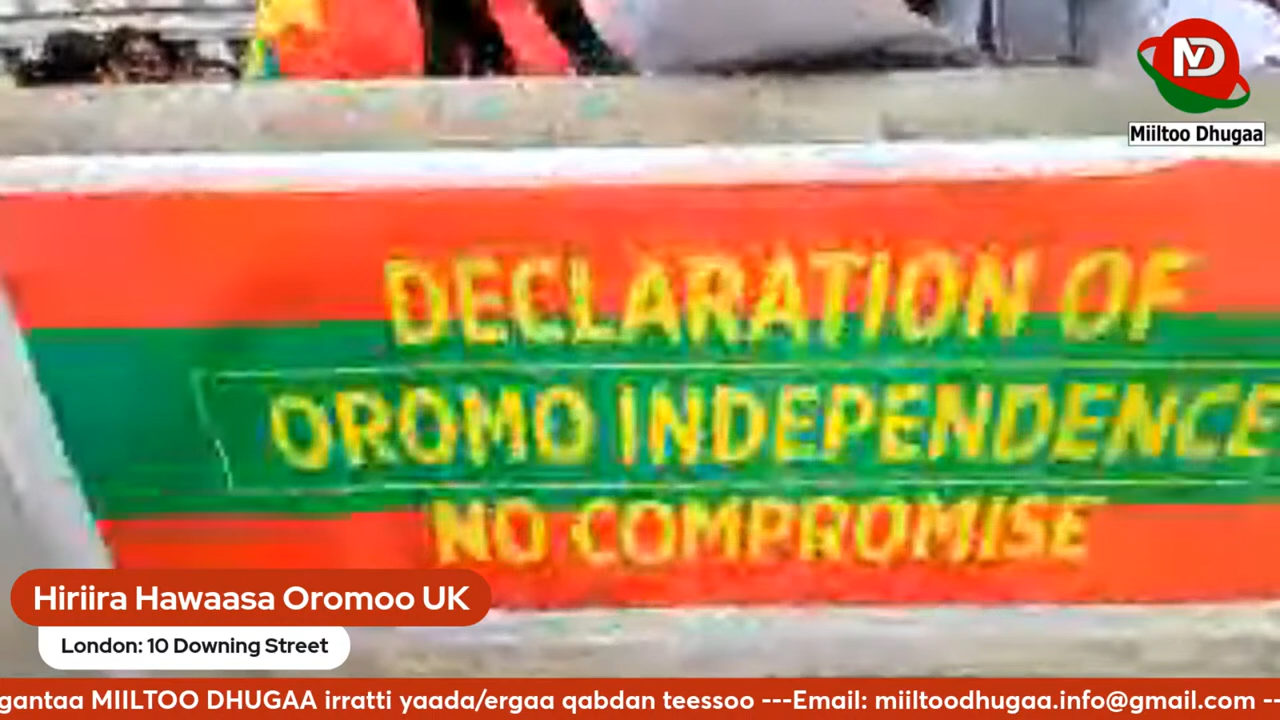 MD
Miiltoo Dhugaa
DECLARATION OF
OROMO INDEPENDENCE
NO COMPROMISE
Hiriira Hawaasa Oromoo UK
London: 10 Downing Street
gantaa MIILTOO DHUGAA irratti yaada/ergaa qabdan teessoo ---Email: miiltoodhugaa.info@gmail.com --